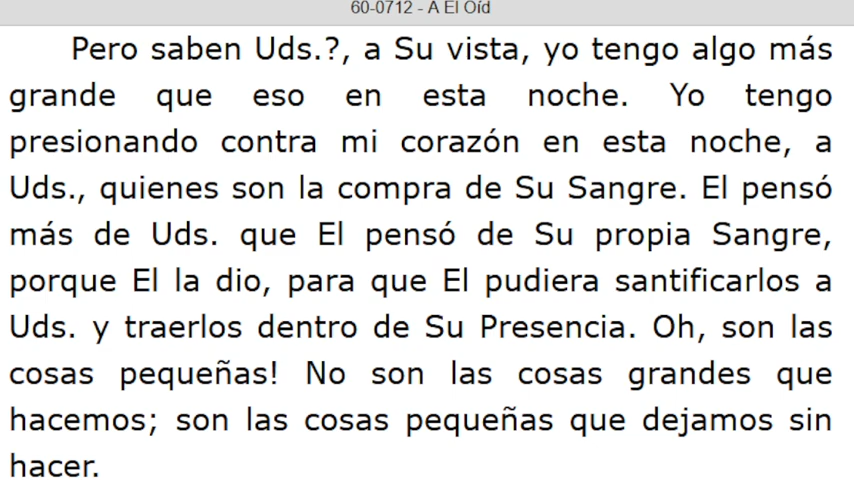 60-0712 - A El Oíd
Pero saben Uds.?, a Su vista, yo tengo algo más
grande que eso en esta noche. Yo tengo
presionando contra mi corazón en esta noche, a
Uds., quienes son la compra de Su Sangre. El pensó
más de Uds. que El pensó de Su propia Sangre,
porque El la dio, para que El pudiera santificarlos a
Uds. y traerlos dentro de Su Presencia. Oh, son las
cosas pequeñas! No son las cosas grandes que
hacemos; son las cosas pequeñas que dejamos sin
hacer.